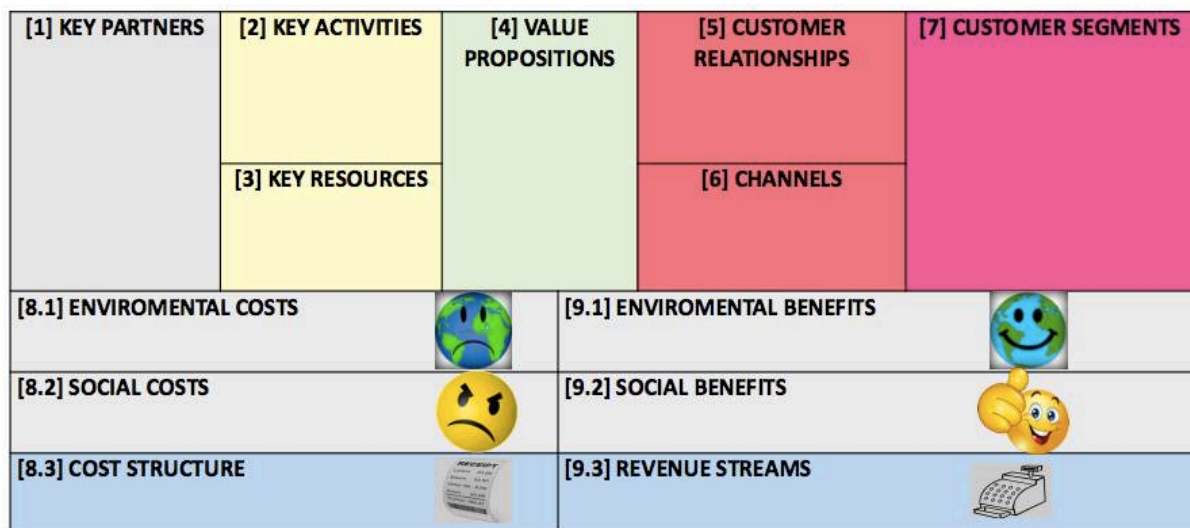 [1] KEY PARTNERS
[2] KEY ACTIVITIES
[3] KEY RESOURCES
[4] VALUE
PROPOSITIONS
[5] CUSTOMER
RELATIONSHIPS
[6] CHANNELS
[7] CUSTOMER SEGMENTS
[8.1] ENVIROMENTAL COSTS
[9.1] ENVIROMENTAL BENEFITS
[8.2] SOCIAL COSTS
[9.2] SOCIAL BENEFITS
[8.3] COST STRUCTURE
RECEIPT
[9.3] REVENUE STREAMS